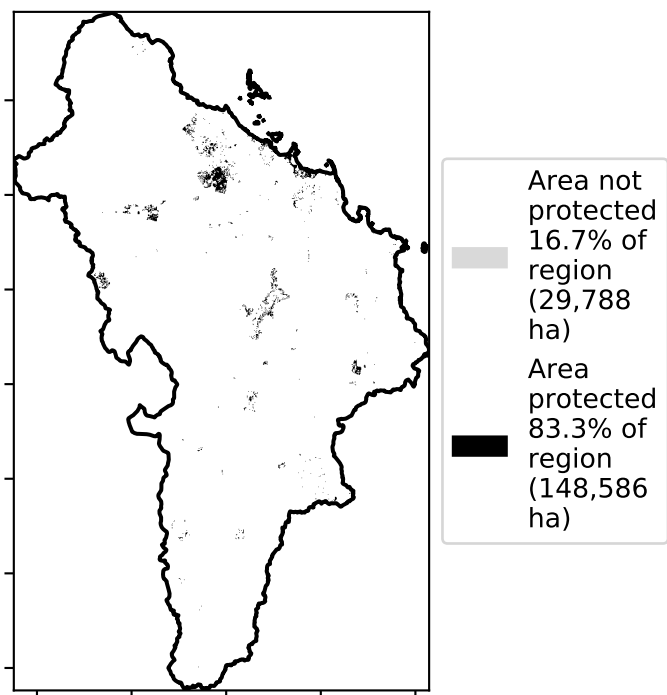 Area not
protected
16.7% of
region
(29,788
ha)
Area
protected
83.3% of
region
(148,586
ha)